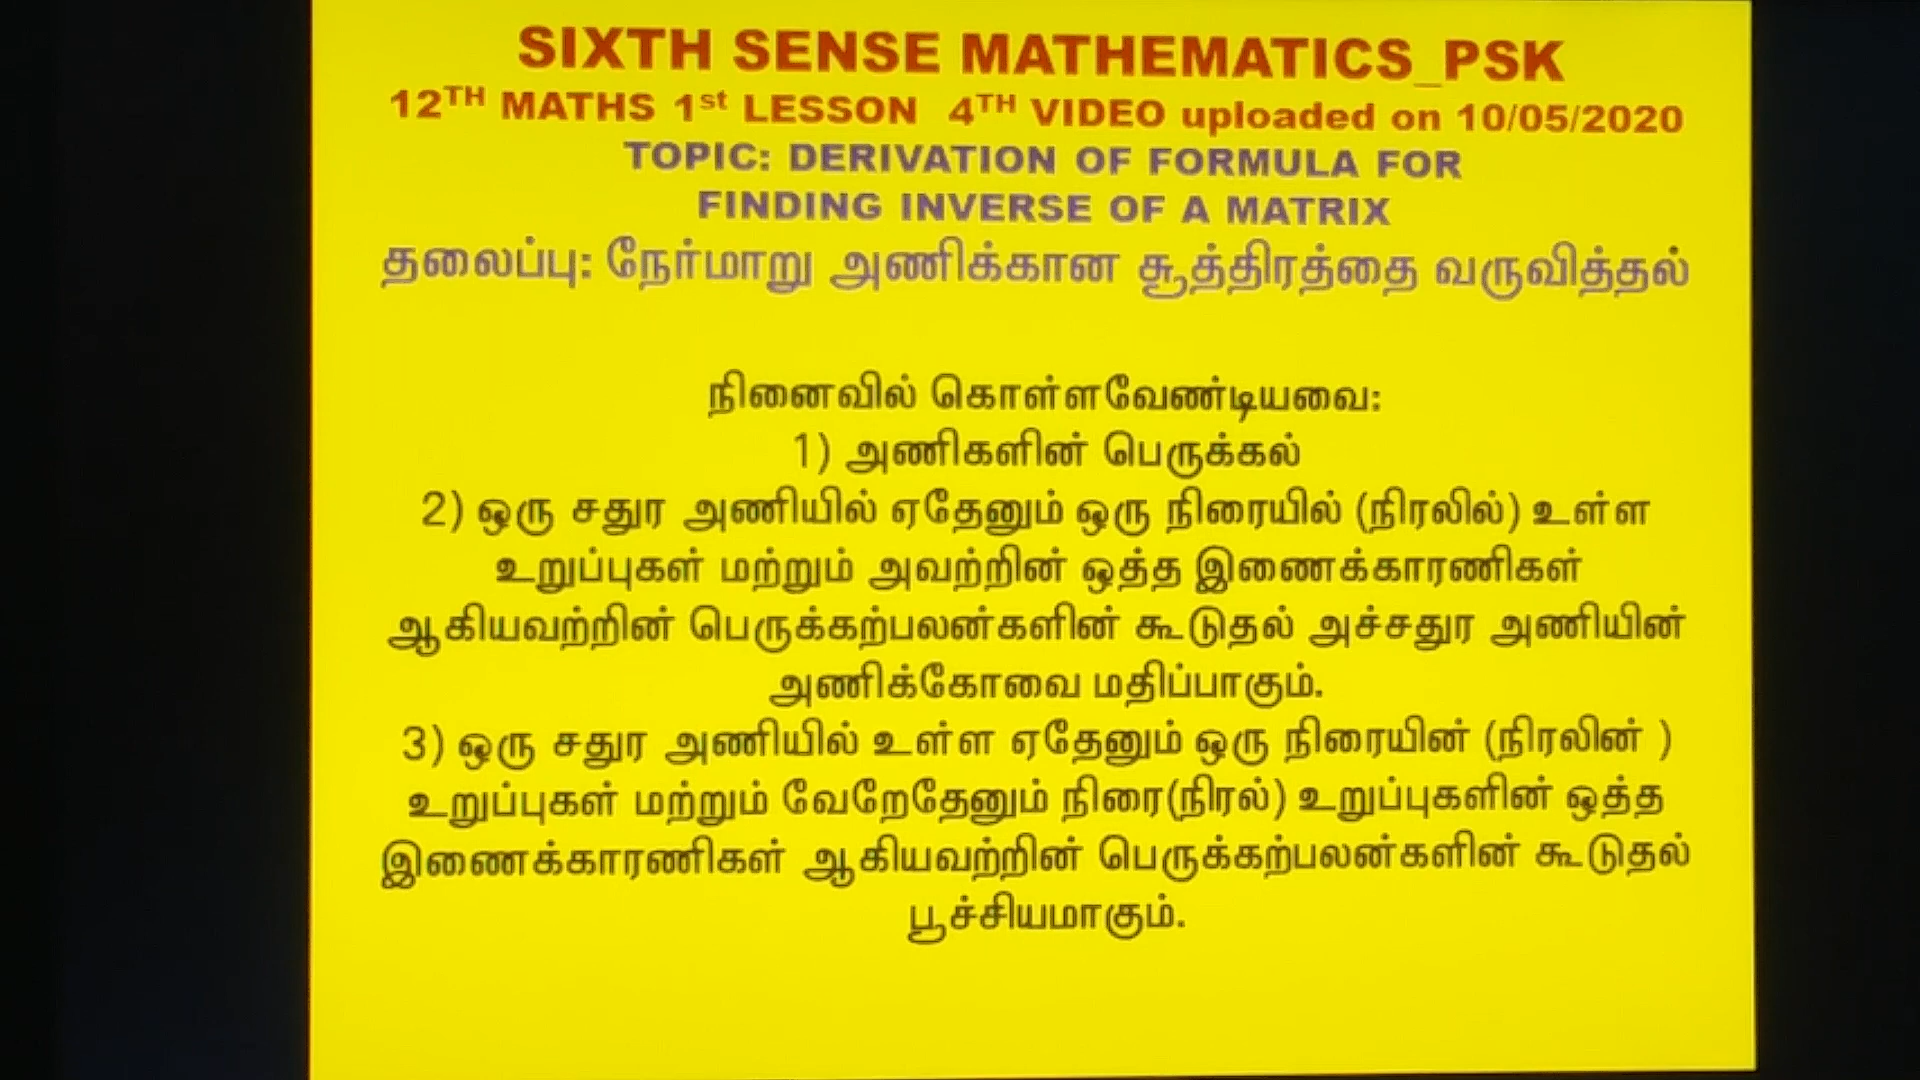 SIXTH SENSE MATHEMATICS_PSK
12TH MATHS 1st LESSON 4TH VIDEO uploaded on 10/05/2020
TOPIC: DERIVATION OF FORMULA FOR
FINDING INVERSE OF A MATRIX
தலைப்பு: நேர்மாறு அணிக்கான சூத்திரத்தை வருவித்தல்
நினைவில் கொள்ளவேண்டியவை:
1) அணிகளின் பெருக்கல்
2) ஒரு சதுர அணியில் ஏதேனும் ஒரு நிரையில் (நிரலில்) உள்ள
உறுப்புகள் மற்றும் அவற்றின் ஒத்த இணைக்காரணிகள்
ஆகியவற்றின் பெருக்கற்பலன்களின் கூடுதல் அச்சதுர அணியின்
அணிக்கோவை மதிப்பாகும்.
3) ஒரு சதுர அணியில் உள்ள ஏதேனும் ஒரு நிரையின் (நிரலின் )
உறுப்புகள் மற்றும் வேறேதேனும் நிரை(நிரல்) உறுப்புகளின் ஒத்த
இணைக்காரணிகள் ஆகியவற்றின் பெருக்கற்பலன்களின் கூடுதல்
பூச்சியமாகும்.